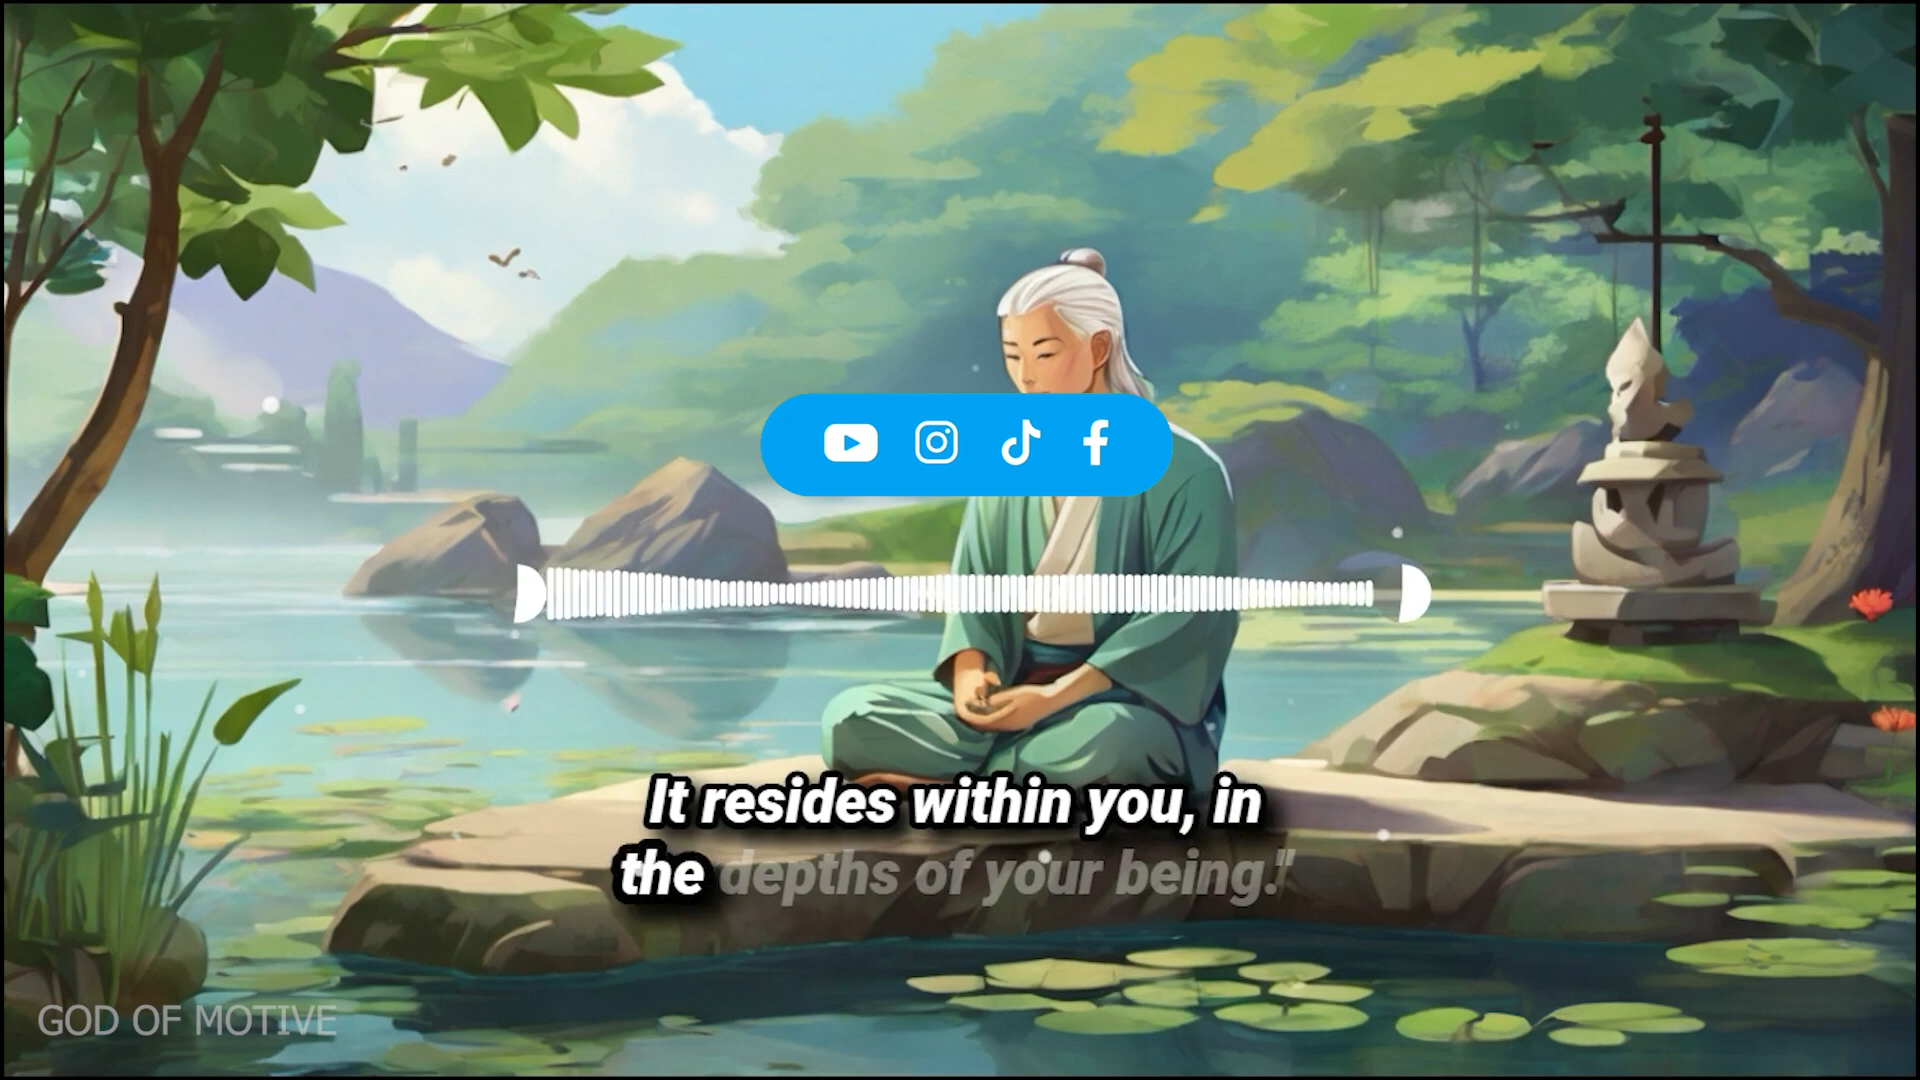 It resides within you, in
the depths of your being."
GOD OF MOTIVE